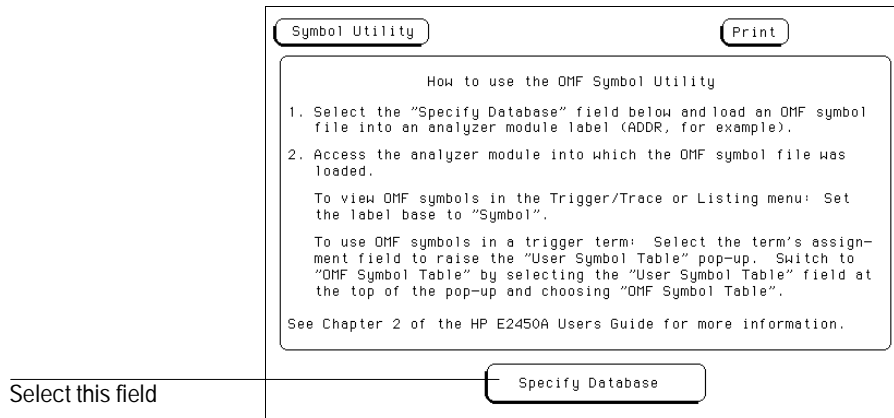 Symbol Utility
Print
How to use the OMF Symbol Utility
1. Select the "Specify Database" field below and load an OMF symbol
file into an analyzer module label (ADDR, for example).
2. Access the analyzer module into which the OMF symbol file was
loaded.
To view OMF symbols in the Trigger/Trace or Listing menu: Set
the label base to "Symbol".
To use OMF symbols in a trigger term: Select the term's assign-
ment field to raise the "User Symbol Table" pop-up. Switch to
"OMF Symbol Table" by selecting the "User Symbol Table" field at
the top of the pop-up and choosing "OMF Symbol Table".
See Chapter 2 of the HP E2450A Users Guide for more information.
Specify Database
Select this field